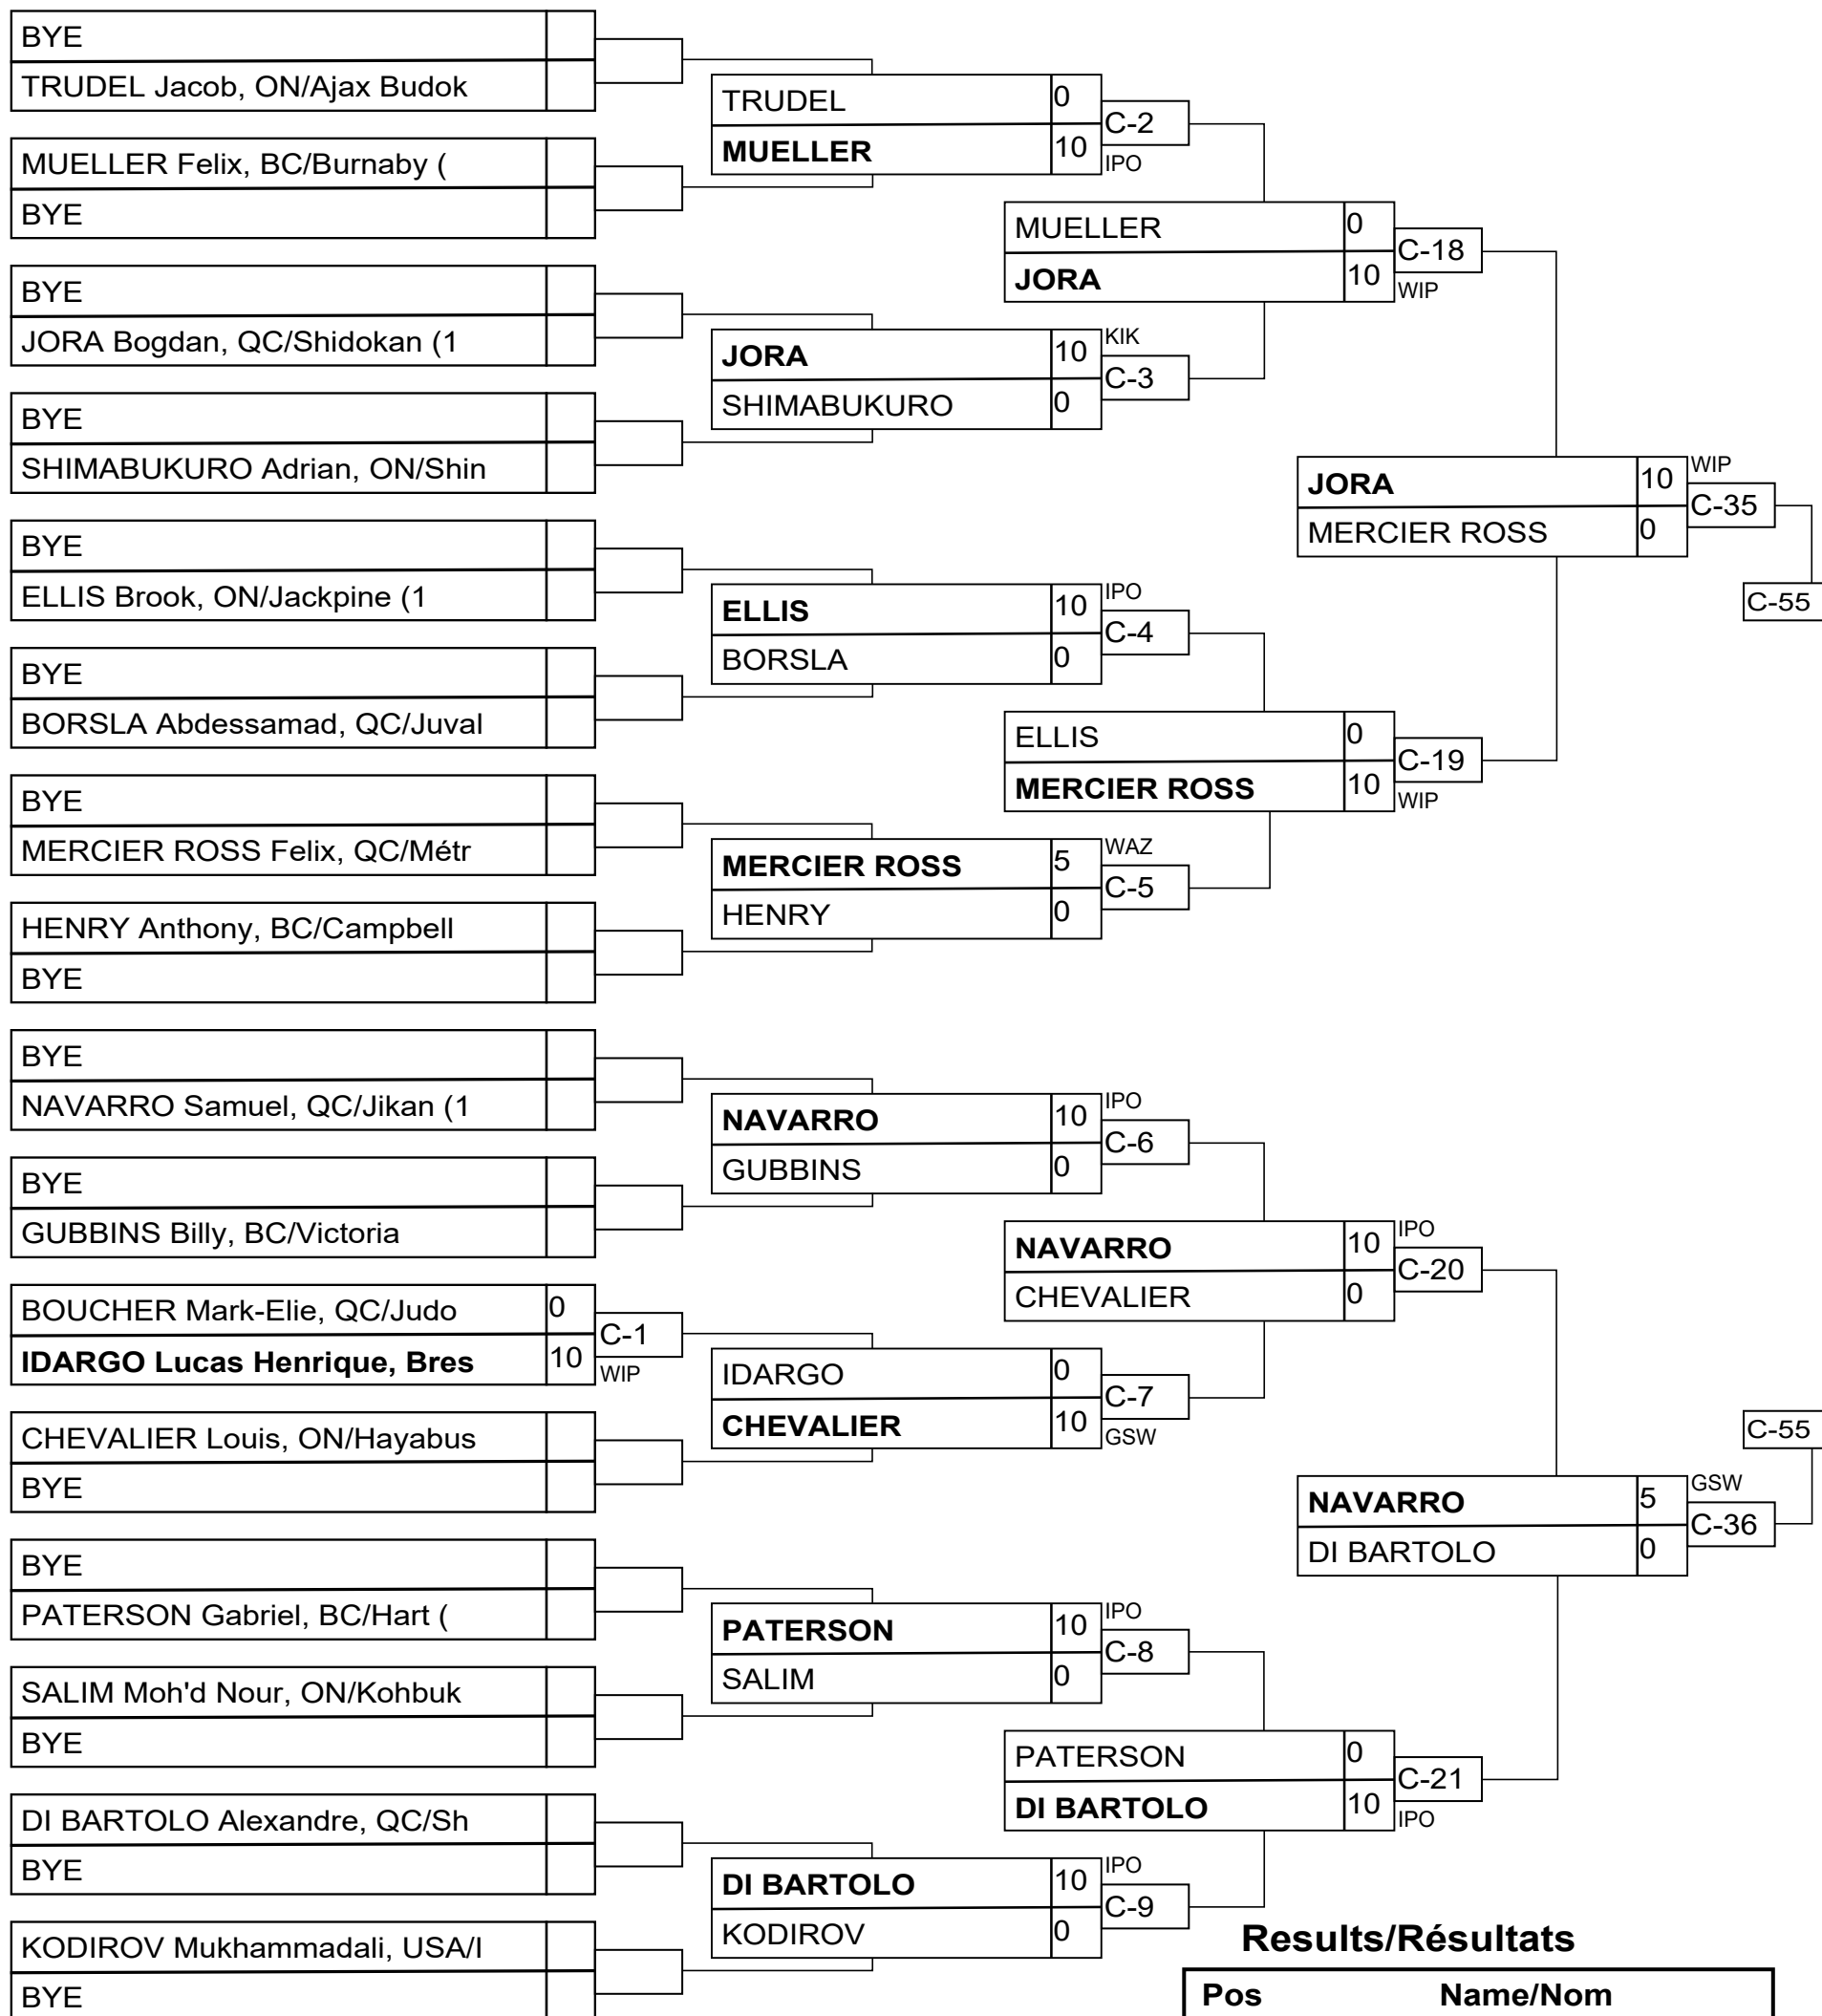 BYE
TRUDEL Jacob, ON/Ajax Budok
MUELLER Felix, BC/Burnaby (
BYE
BYE
JORA Bogdan, QC/Shidokan (1
BYE
SHIMABUKURO Adrian, ON/Shin
BYE
ELLIS Brook, ON/Jackpine (1
BYE
BORSLA Abdessamad, QC/Juval
BYE
MERCIER ROSS Felix, QC/Métr
HENRY Anthony, BC/Campbell
BYE
BYE
NAVARRO Samuel, QC/Jikan (1
BYE
GUBBINS Billy, BC/Victoria
BOUCHER Mark-Elie, QC/Judo 0
C-1
IDARGO Lucas Henrique, Bres 10
WIP
CHEVALIER Louis, ON/Hayabus
BYE
BYE
PATERSON Gabriel, BC/Hart (
SALIM Moh'd Nour, ON/Kohbuk
BYE
DI BARTOLO Alexandre, QC/Sh
BYE
KODIROV Mukhammadali, USA/I
BYE
TRUDEL 0
C-2
MUELLER 10
IPO
JORA 10
KIK
C-3
SHIMABUKURO 0
ELLIS 10
IPO
C-4
BORSLA 0
MERCIER ROSS 5
WAZ
C-5
HENRY 0
NAVARRO 10
IPO
C-6
GUBBINS 0
IDARGO 0
C-7
CHEVALIER 10
GSW
PATERSON 10
IPO
C-8
SALIM 0
DI BARTOLO 10
IPO
C-9
KODIROV 0
MUELLER 0
C-18
JORA 10
WIP
ELLIS 0
C-19
MERCIER ROSS 10
WIP
NAVARRO 10
IPO
C-20
CHEVALIER 0
PATERSON 0
C-21
DI BARTOLO 10
IPO
JORA 10
WIP
C-35
MERCIER ROSS 0
C-55
C-55
NAVARRO 5
GSW
C-36
DI BARTOLO 0
Results/Résultats
Pos Name/Nom